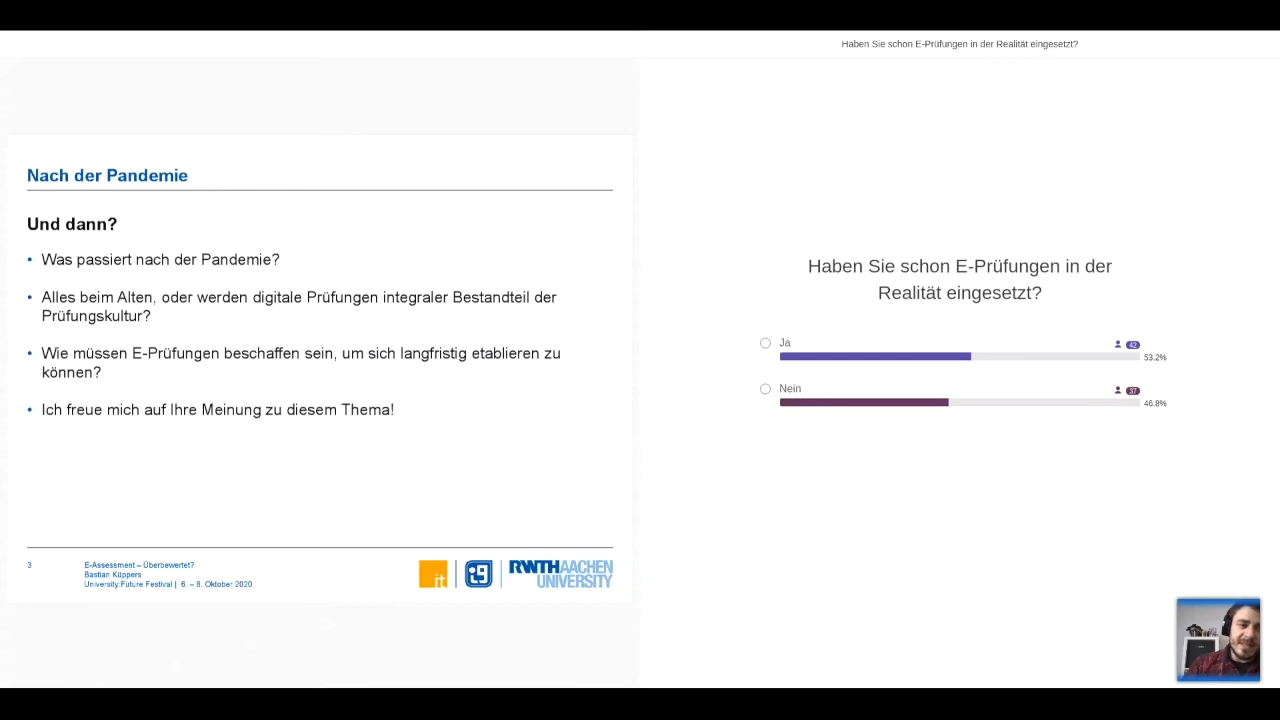 Haben Sie schon E-Prüfungen in der Realität eingesetzt?
Nach der Pandemie
Und dann?
• Was passiert nach der Pandemie?
• Alles beim Alten, oder werden digitale Prüfungen integraler Bestandteil der
Prüfungskultur?
• Wie müssen E-Prüfungen beschaffen sein, um sich langfristig etablieren zu
können?
• Ich freue mich auf Ihre Meinung zu diesem Thema!
3
E-Assessment – Überbewertet?
Bastian Küppers
University:Future Festival | 6. – 8. Oktober 2020
it
RWTHAACHEN
UNIVERSITY
Haben Sie schon E-Prüfungen in der
Realität eingesetzt?
Ja
42
53.2%
Nein
37
46.8%